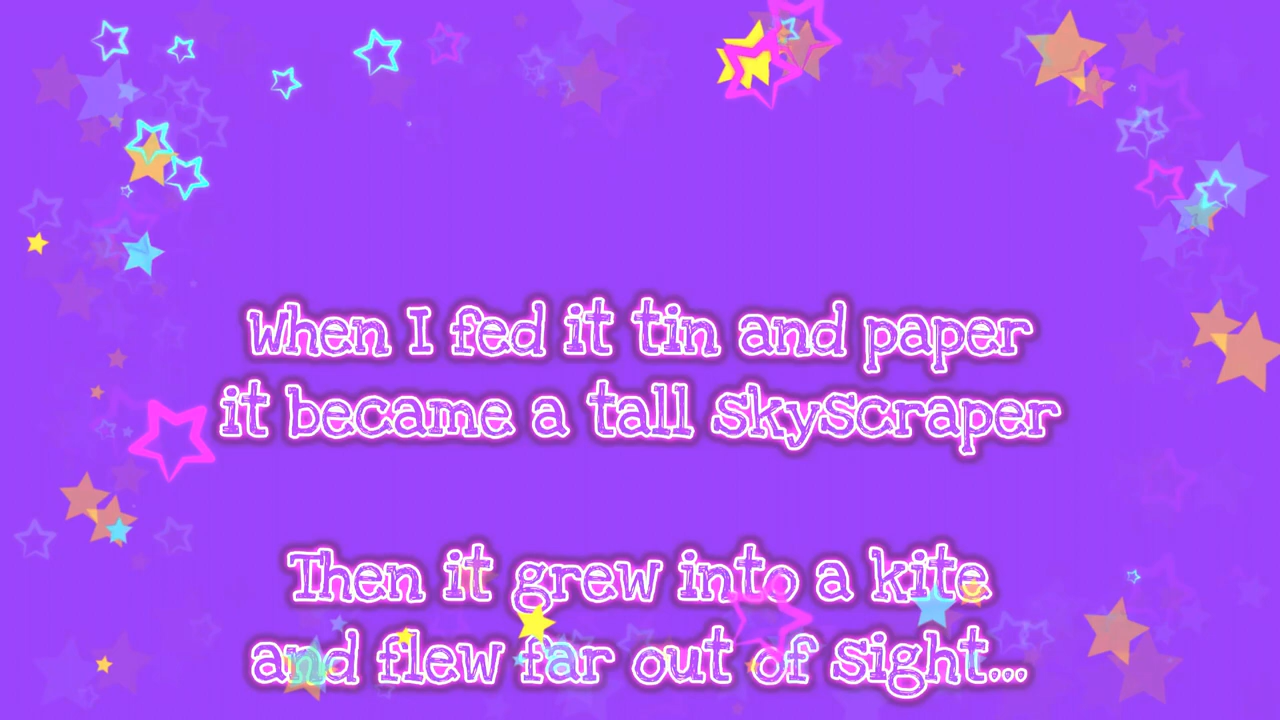 When I fed it tin and paper
it became a tall skyscraper
Then it grew into a kite
and flew far out of sight...